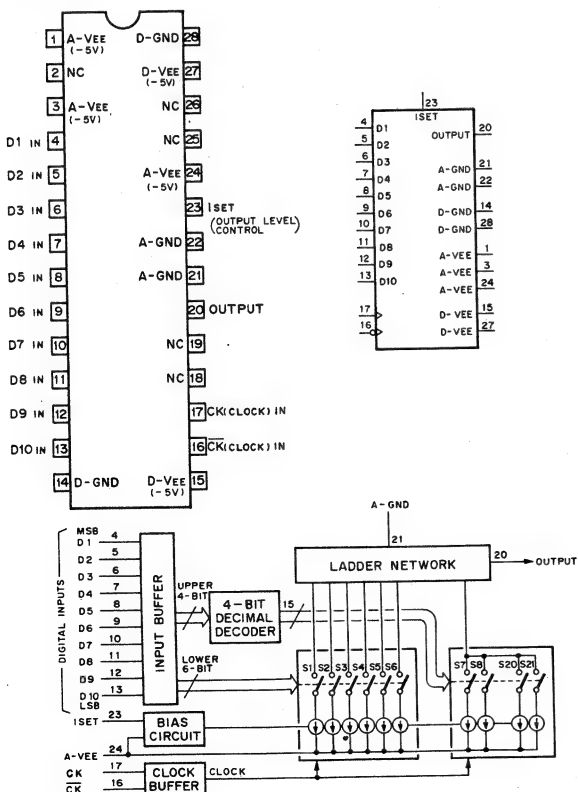 1 A-VEE (-5V) D-GND 28
2 NC D-VEE (-5V) 27
3 A-VEE (-5V) NC 26
D1 IN 4 NC 25
D2 IN 5 A-VEE (-5V) 24
D3 IN 6 23 ISET (OUTPUT LEVEL CONTROL)
D4 IN 7 A-GND 22
D5 IN 8 A-GND 21
D6 IN 9 20 OUTPUT
D7 IN 10 NC 19
D8 IN 11 NC 18
D9 IN 12 17 CK(CLOCK) IN
D10 IN 13 16 C̅K̅(CLOCK) IN
14 D-GND D-VEE (-5V) 15
23
ISET
4 D1 OUTPUT 20
5 D2
6 D3 A-GND 21
7 D4 A-GND 22
8 D5
9 D6 D-GND 14
10 D7 D-GND 28
11 D8 A-VEE 1
12 D9 A-VEE 3
13 D10 A-VEE 24
17 D-VEE 15
16 D-VEE 27
DIGITAL INPUTS
MSB
D1 4
D2 5
D3 6
D4 7
D5 8
D6 9
D7 10
D8 11
D9 12
D10 13
LSB
INPUT BUFFER
UPPER
4-BIT
LOWER
6-BIT
4-BIT
DECIMAL
DECODER
15
A-GND
21
LADDER NETWORK
20 OUTPUT
S1 S2 S3 S4 S5 S6
S7 S8 S20 S21
ISET 23
BIAS
CIRCUIT
A-VEE 24
CK 17
C̅K̅ 16
CLOCK
BUFFER
CLOCK